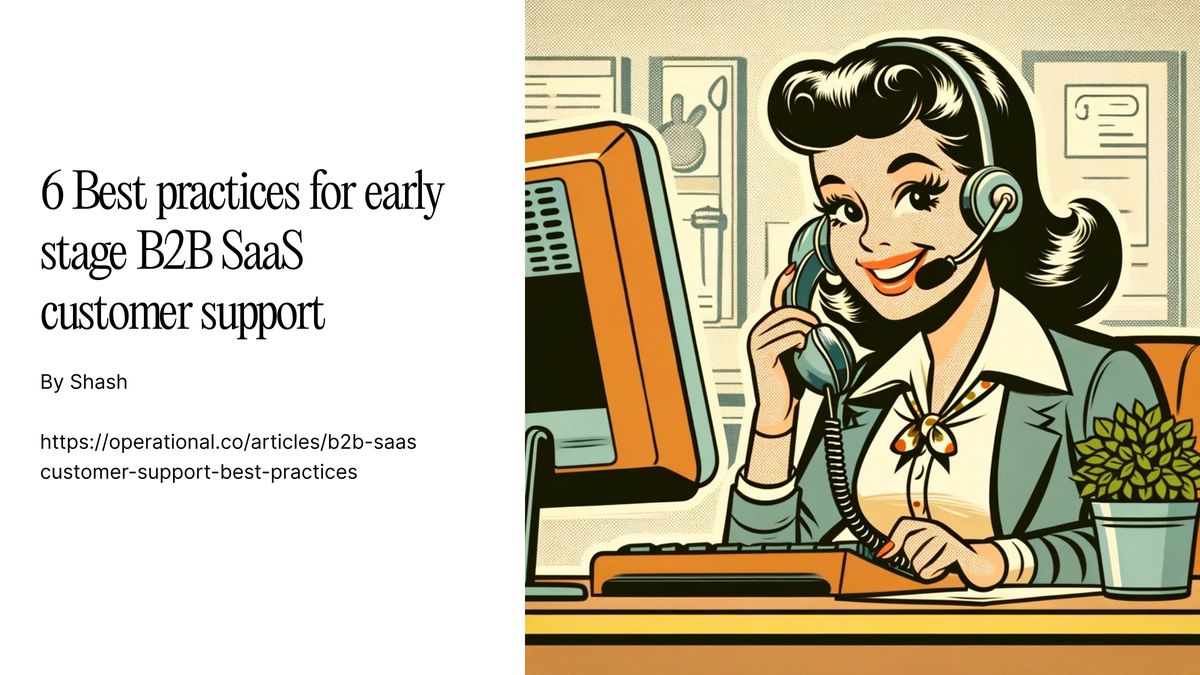 6 Best practices for early
stage B2B SaaS
customer support
By Shash
https://operational.co/articles/b2b-saas
customer-support-best-practices